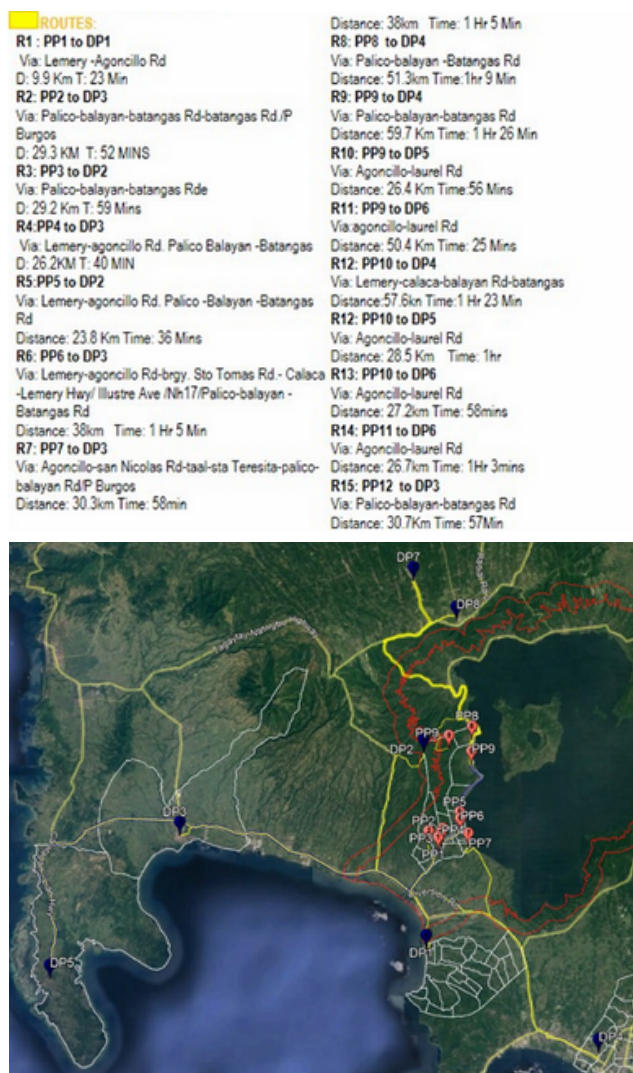 ROUTES:
R1 : PP1 to DP1
Via: Lemery -Agoncillo Rd
D: 9.9 Km T: 23 Min
R2: PP2 to DP3
Via: Palico-balayan-batangas Rd-batangas Rd./P
Burgos
D: 29.3 KM T: 52 MINS
R3: PP3 to DP2
Via: Palico-balayan-batangas Rde
D: 29.2 Km T: 59 Mins
R4:PP4 to DP3
Via: Lemery-agoncillo Rd. Palico Balayan -Batangas
D: 26.2KM T: 40 MIN
R5:PP5 to DP2
Via: Lemery-agoncillo Rd. Palico -Balayan -Batangas
Rd
Distance: 23.8 Km Time: 36 Mins
R6: PP6 to DP3
Via: Lemery-agoncillo Rd-brgy. Sto Tomas Rd.- Calaca
-Lemery Hwy/ Illustre Ave /Nh17/Palico-balayan -
Batangas Rd
Distance: 38km Time: 1 Hr 5 Min
R7: PP7 to DP3
Via: Agoncillo-san Nicolas Rd-taal-sta Teresita-palico-
balayan Rd/P Burgos
Distance: 30.3km Time: 58min
Distance: 38km Time: 1 Hr 5 Min
R8: PP8 to DP4
Via: Palico-balayan -Batangas Rd
Distance: 51.3km Time:1hr 9 Min
R9: PP9 to DP4
Via: Palico-balayan-batangas Rd
Distance: 59.7 Km Time: 1 Hr 26 Min
R10: PP9 to DP5
Via: Agoncillo-laurel Rd
Distance: 26.4 Km Time:56 Mins
R11: PP9 to DP6
Via:agoncillo-laurel Rd
Distance: 50.4 Km Time: 25 Mins
R12: PP10 to DP4
Via: Lemery-calaca-balayan Rd-batangas
Distance:57.6kn Time:1 Hr 23 Min
R12: PP10 to DP5
Via: Agoncillo-laurel Rd
Distance: 28.5 Km Time: 1hr
R13: PP10 to DP6
Via: Agoncillo-laurel Rd
Distance: 27.2km Time: 58mins
R14: PP11 to DP6
Via: Agoncillo-laurel Rd
Distance: 26.7km Time: 1Hr 3mins
R15: PP12 to DP3
Via: Palico-balayan-batangas Rd
Distance: 30.7Km Time: 57Min
DP7
DP8
PP8
PP9
DP2
PP9
PP5
PP6
PP2
PP4
PP3
PP7
PP1
DP3
DP1
DP5
DP4